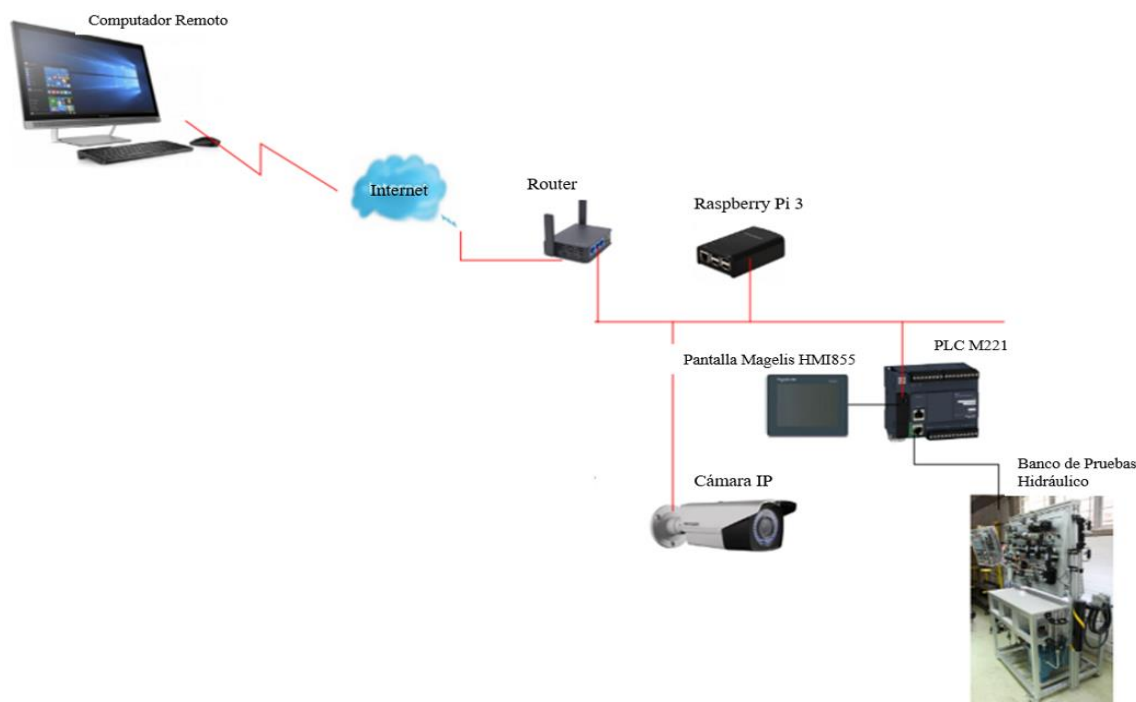 Computador Remoto
Internet
Router
Raspberry Pi 3
PLC M221
Pantalla Magelis HMI855
Banco de Pruebas
Hidráulico
Cámara IP